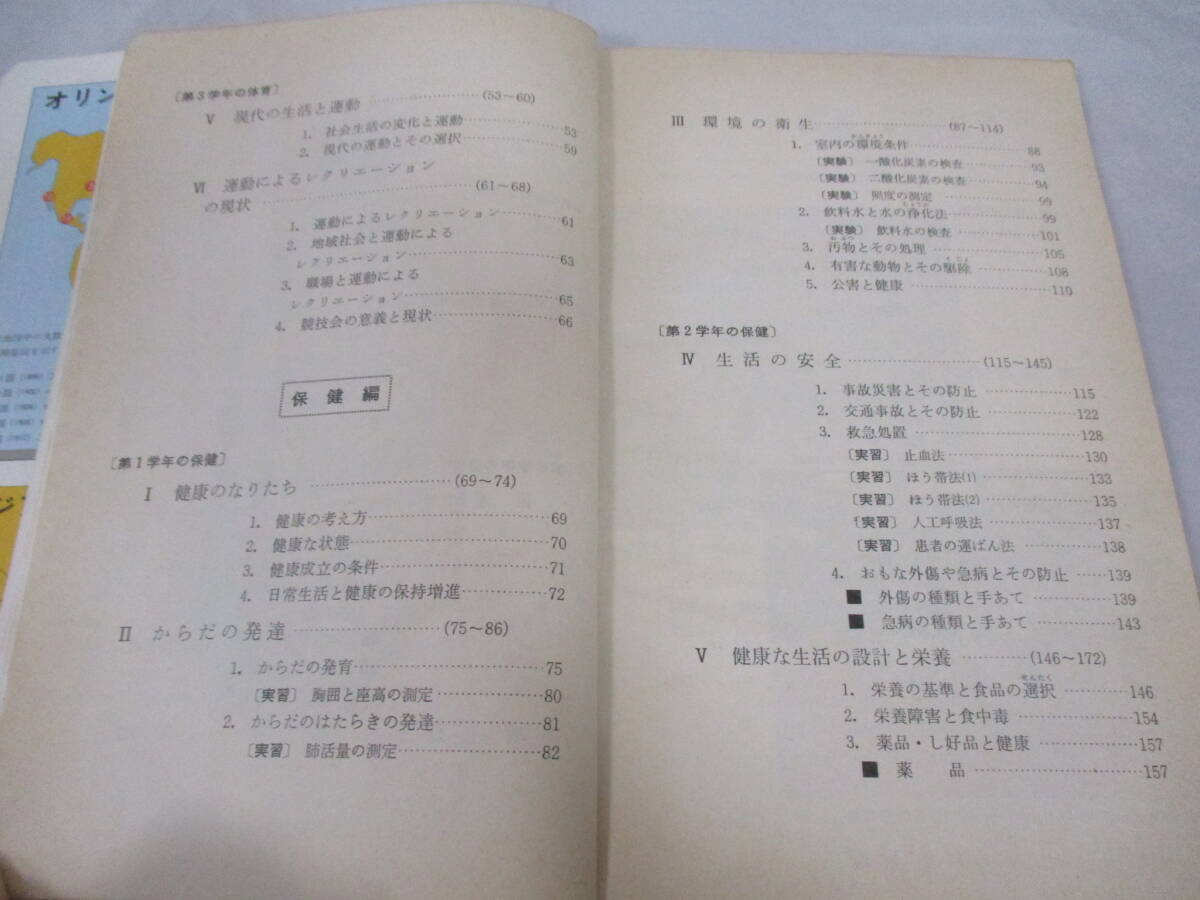 オリン
〔第3学年の体育〕
Ⅴ 現代の生活と運動 ……………… (53～60)
1. 社会生活の変化と運動 ……………… 53
2. 現代の運動とその選択 ……………… 59
Ⅵ 運動によるレクリエーション
の現状 ……………… (61～68)
1. 運動によるレクリエーション ……………… 61
2. 地域社会と運動による
レクリエーション ……………… 63
3. 職場と運動による
レクリエーション ……………… 65
4. 競技会の意義と現状 ……………… 66
保健編
〔第1学年の保健〕
Ⅰ 健康のなりたち ……………… (69～74)
1. 健康の考え方 ……………… 69
2. 健康な状態 ……………… 70
3. 健康成立の条件 ……………… 71
4. 日常生活と健康の保持増進 ……………… 72
Ⅱ からだの発達 ……………… (75～86)
1. からだの発育 ……………… 75
〔実習〕 胸囲と座高の測定 ……………… 80
2. からだのはたらきの発達 ……………… 81
〔実習〕 肺活量の測定 ……………… 82
Ⅲ 環境の衛生 ……………… (87～114)
1. 室内の環境条件 ……………… 88
〔実験〕 一酸化炭素の検査 ……………… 93
〔実験〕 二酸化炭素の検査 ……………… 94
〔実験〕 照度の測定 ……………… 99
2. 飲料水と水の浄化法 ……………… 99
〔実験〕 飲料水の検査 ……………… 101
3. 汚物とその処理 ……………… 105
4. 有害な動物とその駆除 ……………… 108
5. 公害と健康 ……………… 110
〔第2学年の保健〕
Ⅳ 生活の安全 ……………… (115～145)
1. 事故災害とその防止 ……………… 115
2. 交通事故とその防止 ……………… 122
3. 救急処置 ……………… 128
〔実習〕 止血法 ……………… 130
〔実習〕 ほう帯法(1) ……………… 133
〔実習〕 ほう帯法(2) ……………… 135
〔実習〕 人工呼吸法 ……………… 137
〔実習〕 患者の運ぱん法 ……………… 138
4. おもな外傷や急病とその防止 …… 139
■ 外傷の種類と手あて ……………… 139
■ 急病の種類と手あて ……………… 143
Ⅴ 健康な生活の設計と栄養 ………… (146～172)
せんたく
1. 栄養の基準と食品の選択 ………… 146
2. 栄養障害と食中毒 ……………… 154
3. 薬品・し好品と健康 ……………… 157
■ 薬 品 ……………… 157